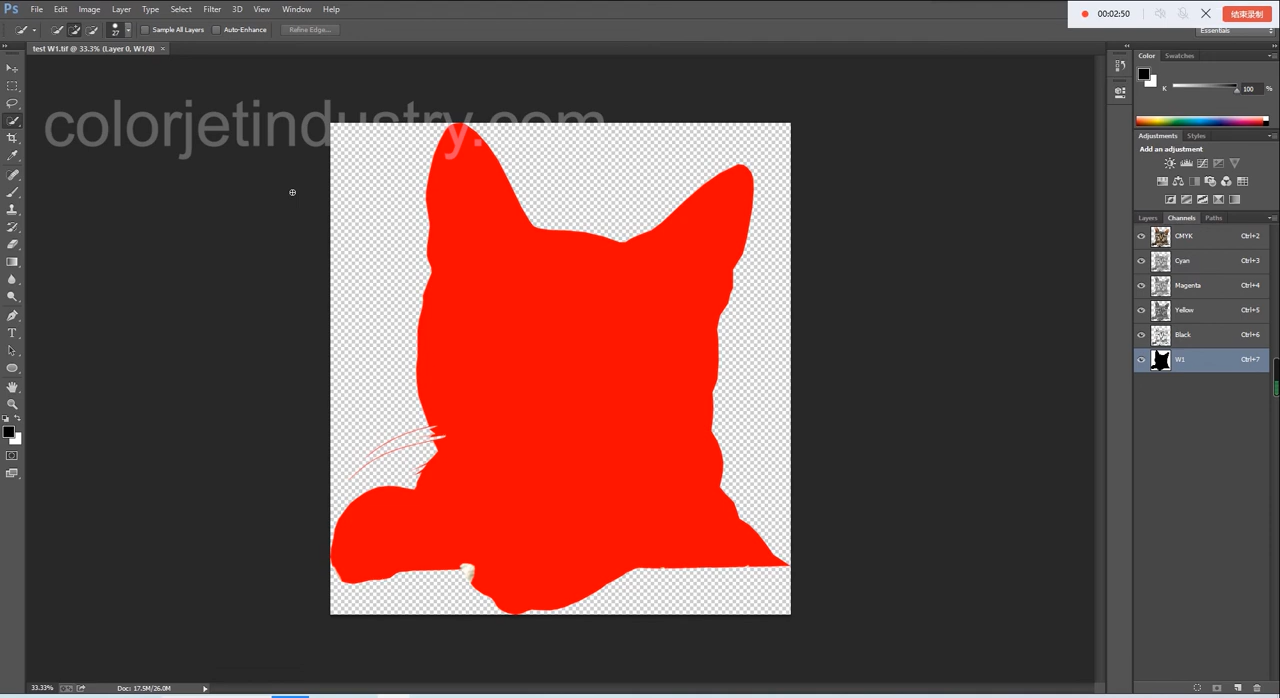 Ps File Edit Image Layer Type Select Filter 3D View Window Help
00:02:50 结束录制
27 Sample All Layers Auto-Enhance Refine Edge... Essentials
test W1.tif @ 33.3% (Layer 0, W1/8) ×
colorjetindustry.com
Color Swatches
K 100 %
Adjustments Styles
Add an adjustment
Layers Channels Paths
CMYK Ctrl+2
Cyan Ctrl+3
Magenta Ctrl+4
Yellow Ctrl+5
Black Ctrl+6
W1 Ctrl+7
33.33% Doc: 17.5M/26.0M